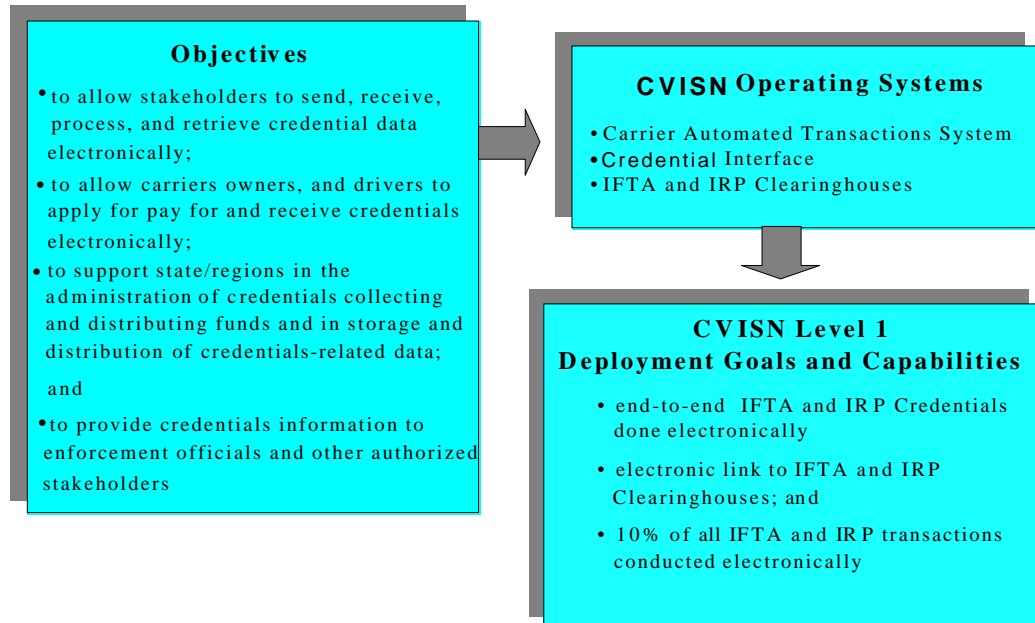 Objectives
• to allow stakeholders to send, receive,
process, and retrieve credential data
electronically;
• to allow carriers owners, and drivers to
apply for pay for and receive credentials
electronically;
• to support state/regions in the
administration of credentials collecting
and distributing funds and in storage and
distribution of credentials-related data;
and
• to provide credentials information to
enforcement officials and other authorized
stakeholders
CVISN Operating Systems
• Carrier Automated Transactions System
• Credential Interface
• IFTA and IRP Clearinghouses
CVISN Level 1
Deployment Goals and Capabilities
• end-to-end IFTA and IRP Credentials
done electronically
• electronic link to IFTA and IRP
Clearinghouses; and
• 10% of all IFTA and IRP transactions
conducted electronically